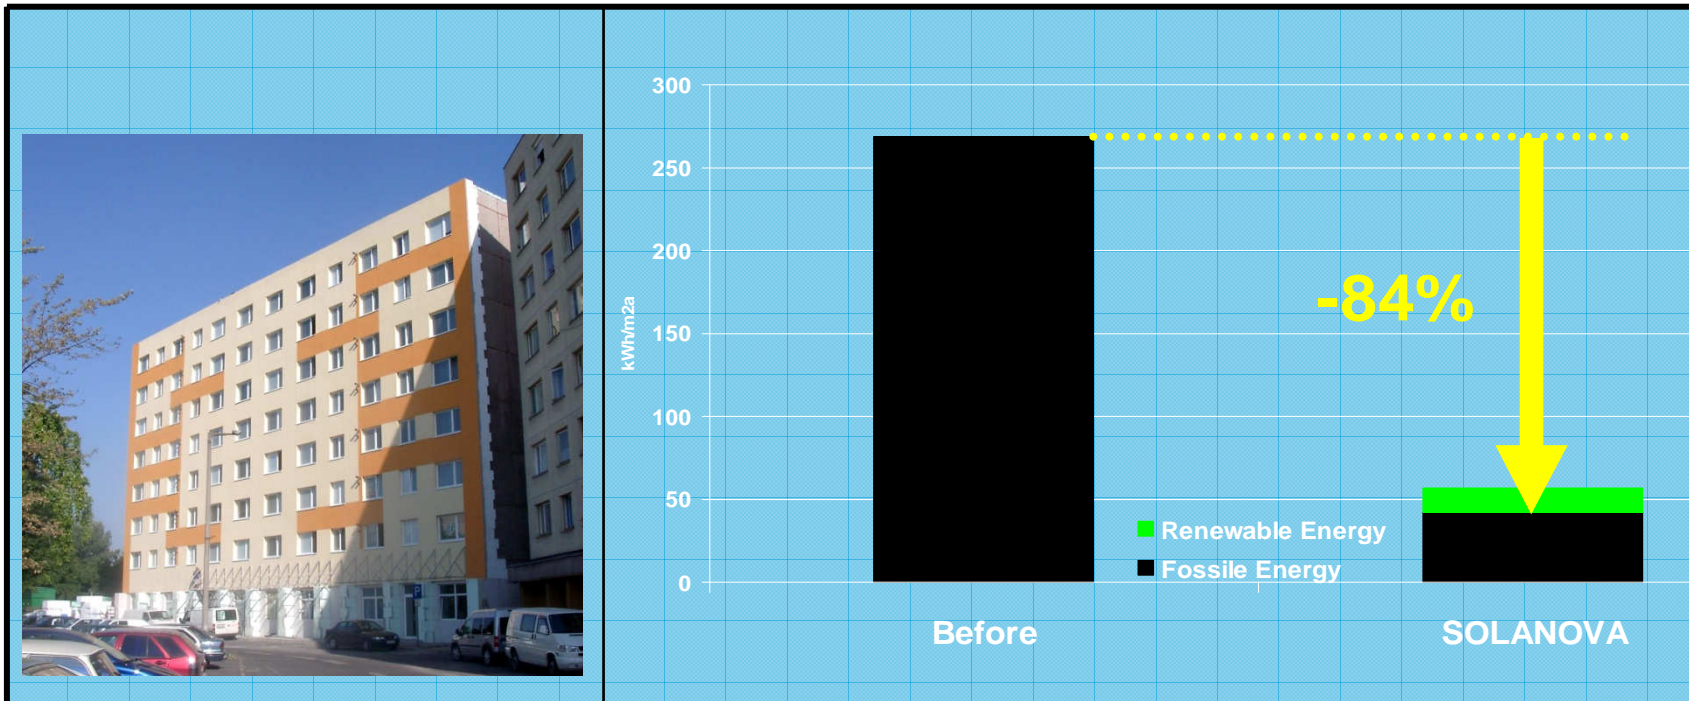 300
250
200
150
100
50
0
kWh/m2a
-84%
Renewable Energy
Fossile Energy
Before
SOLANOVA
P